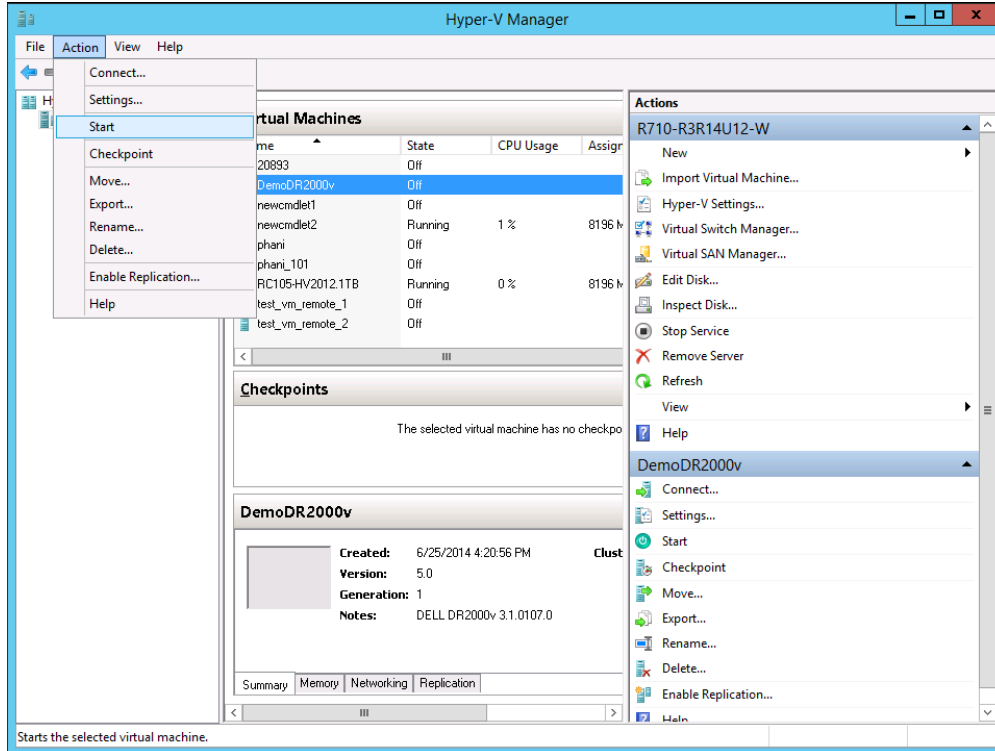 Hyper-V Manager
File Action View Help
Connect...
Settings...
Start
Checkpoint
Move...
Export...
Rename...
Delete...
Enable Replication...
Help
H
rtual Machines
me State CPU Usage Assign
20893 Off
DemoDR2000v Off
newcmdlet1 Off
newcmdlet2 Running 1 % 8196 M
phani Off
phani_101 Off
RC105-HV2012.1TB Running 0 % 8196 M
test_vm_remote_1 Off
test_vm_remote_2 Off
Checkpoints
The selected virtual machine has no checkpo
DemoDR2000v
Created: 6/25/2014 4:20:56 PM Clust
Version: 5.0
Generation: 1
Notes: DELL DR2000v 3.1.0107.0
Summary Memory Networking Replication
Actions
R710-R3R14U12-W
New
Import Virtual Machine...
Hyper-V Settings...
Virtual Switch Manager...
Virtual SAN Manager...
Edit Disk...
Inspect Disk...
Stop Service
Remove Server
Refresh
View
Help
DemoDR2000v
Connect...
Settings...
Start
Checkpoint
Move...
Export...
Rename...
Delete...
Enable Replication...
Help
Starts the selected virtual machine.